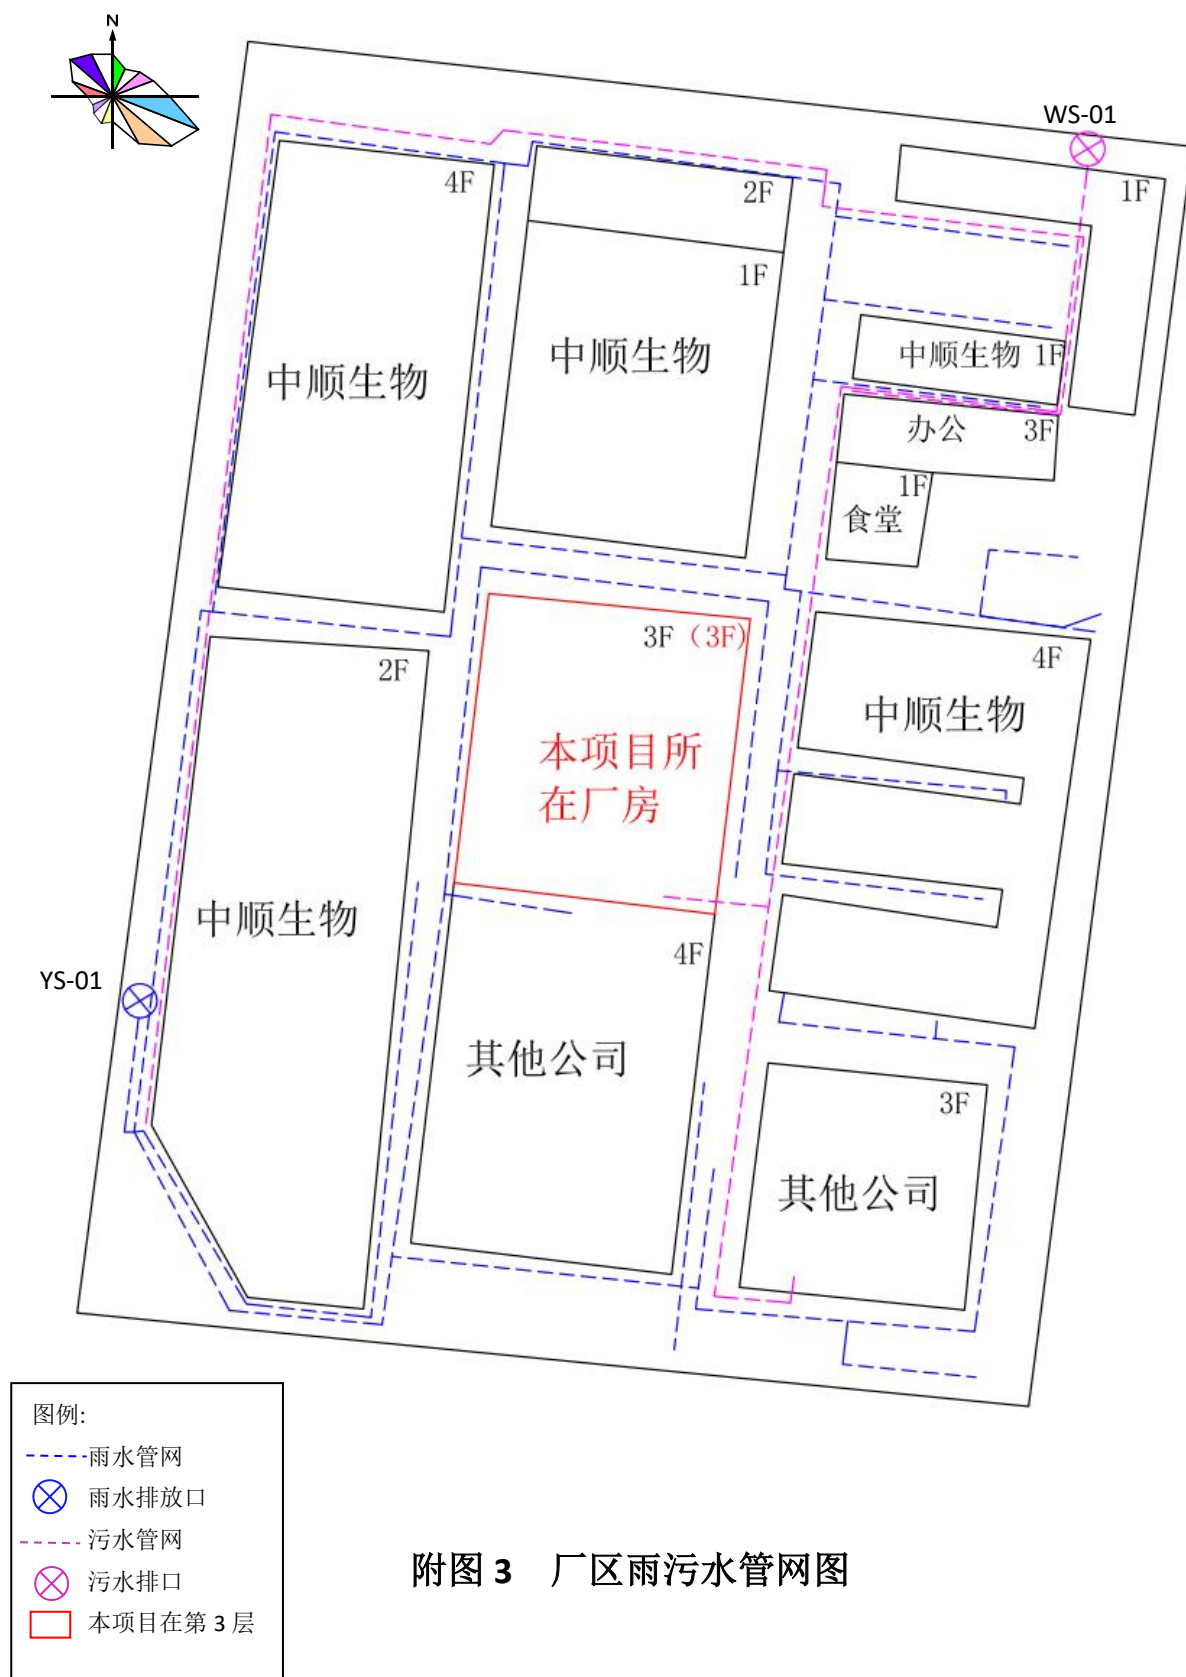 N
WS-01
4F
2F
1F
1F
中顺生物
中顺生物
中顺生物 1F
办公 3F
1F
食堂
3F（3F）
2F
4F
中顺生物
本项目所
在厂房
中顺生物
4F
YS-01
其他公司
3F
其他公司
图例:
雨水管网
雨水排放口
污水管网
污水排口
本项目在第 3 层
附图 3 厂区雨污水管网图